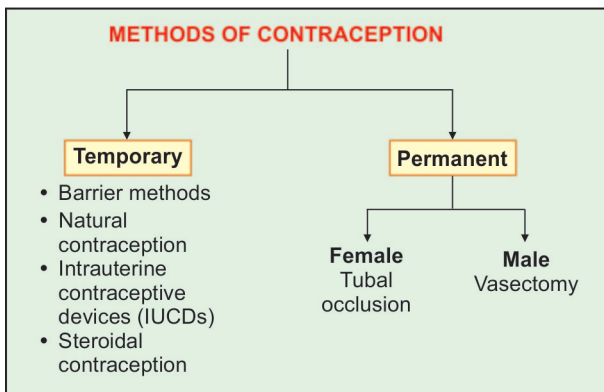 METHODS OF CONTRACEPTION
Temporary
• Barrier methods
• Natural
contraception
• Intrauterine
contraceptive
devices (IUCDs)
• Steroidal
contraception
Permanent
Female
Tubal
occlusion
Male
Vasectomy